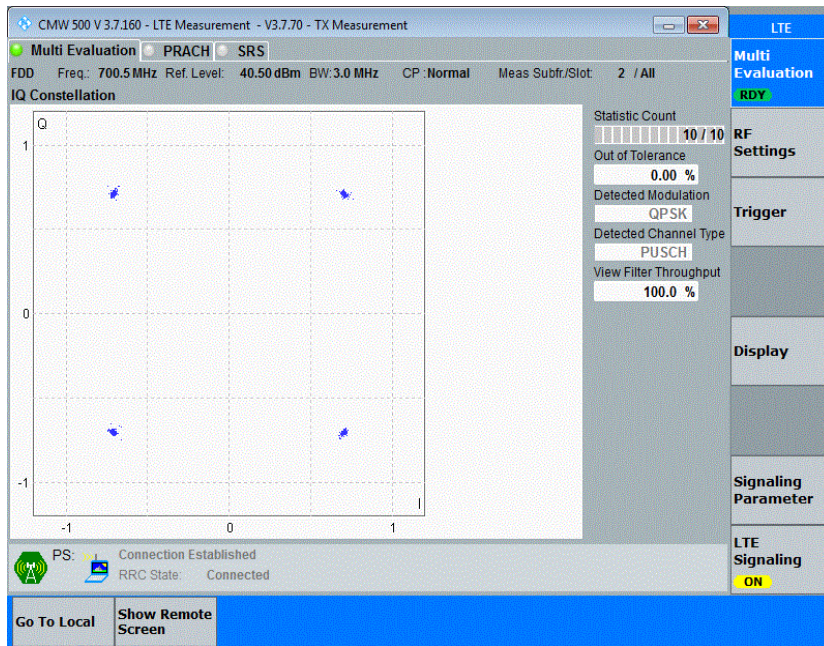 CMW 500 V 3.7.160 - LTE Measurement - V3.7.70 - TX Measurement
LTE
Multi Evaluation PRACH SRS
Multi
Evaluation
RDY
FDD Freq.: 700.5 MHz Ref. Level: 40.50 dBm BW: 3.0 MHz CP : Normal Meas Subfr./Slot: 2 / All
IQ Constellation
Q
1
0
-1
I
-1 0 1
Statistic Count
10 / 10
Out of Tolerance
0.00 %
Detected Modulation
QPSK
Detected Channel Type
PUSCH
View Filter Throughput
100.0 %
RF
Settings
Trigger
Display
Signaling
Parameter
LTE
Signaling
ON
PS: Connection Established
RRC State: Connected
Go To Local
Show Remote
Screen